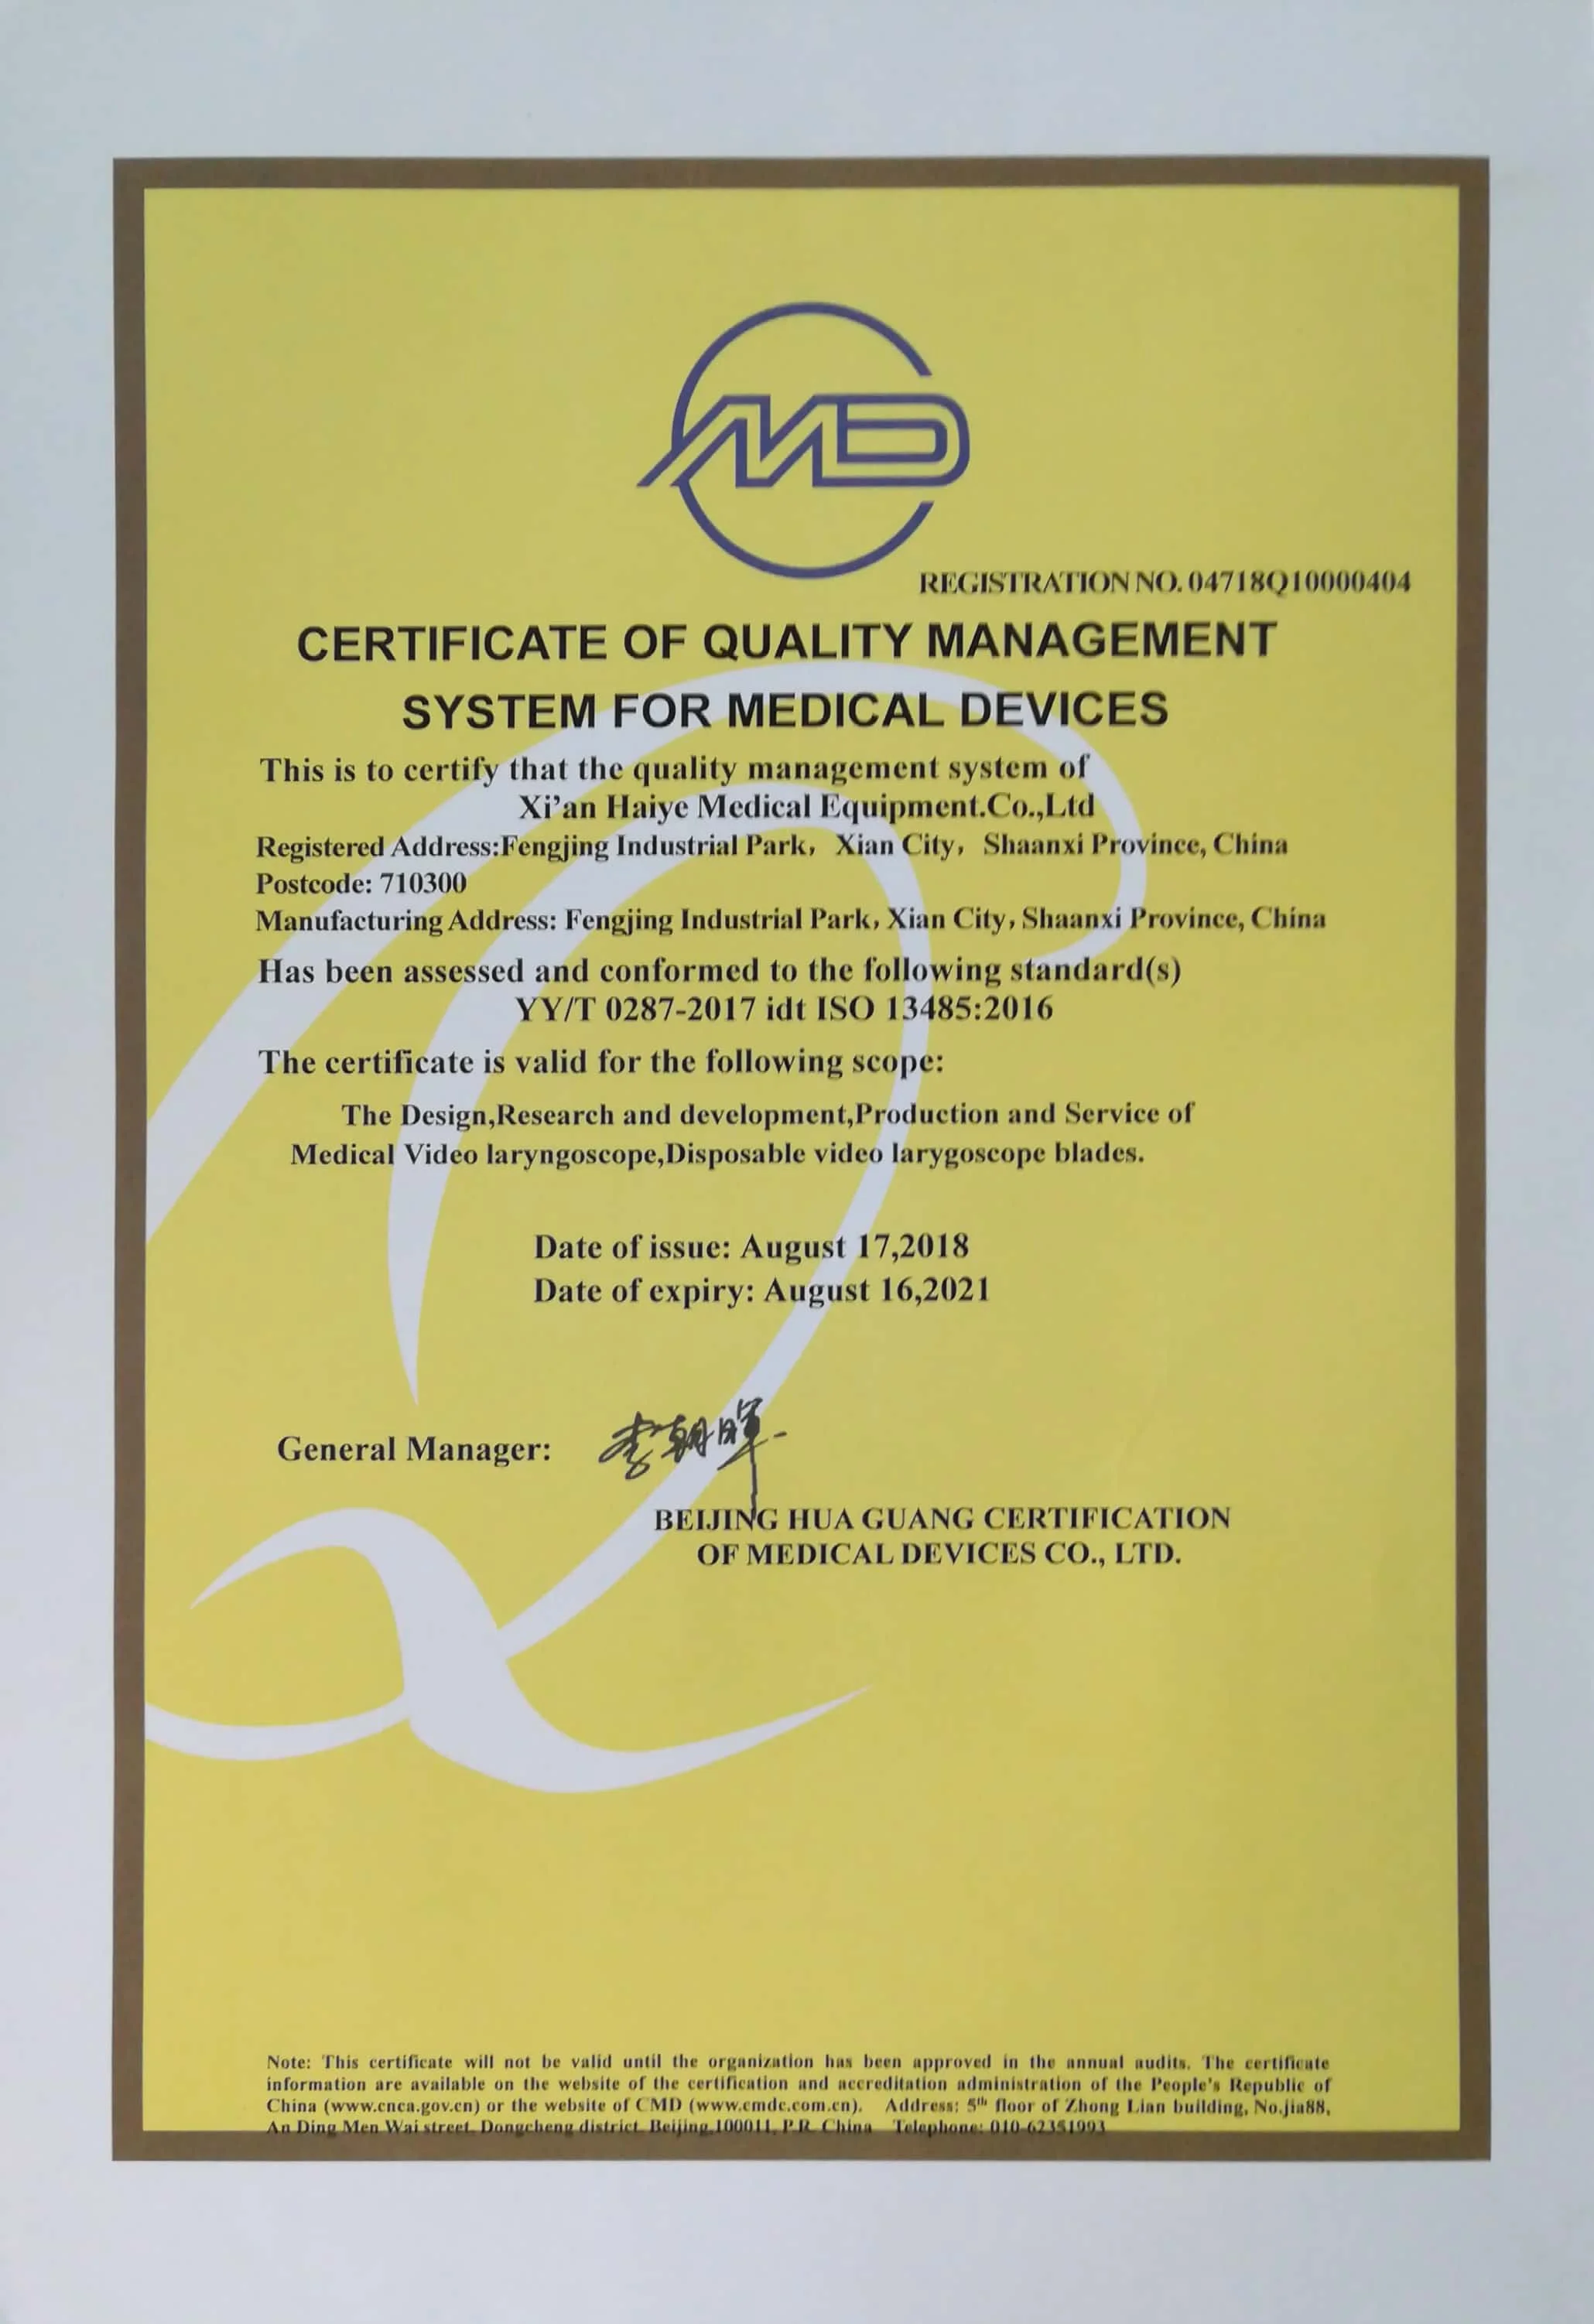 MD
REGISTRATION NO. 04718Q10000404
CERTIFICATE OF QUALITY MANAGEMENT
SYSTEM FOR MEDICAL DEVICES
This is to certify that the quality management system of
Xi’an Haiye Medical Equipment.Co.,Ltd
Registered Address:Fengjing Industrial Park，Xian City，Shaanxi Province, China
Postcode: 710300
Manufacturing Address: Fengjing Industrial Park，Xian City，Shaanxi Province, China
Has been assessed and conformed to the following standard(s)
YY/T 0287-2017 idt ISO 13485:2016
The certificate is valid for the following scope:
The Design,Research and development,Production and Service of
Medical Video laryngoscope,Disposable video larygoscope blades.
Date of issue: August 17,2018
Date of expiry: August 16,2021
General Manager: 李朝晖
BEIJING HUA GUANG CERTIFICATION
OF MEDICAL DEVICES CO., LTD.
Note: This certificate will not be valid until the organization has been approved in the annual audits. The certificate
information are available on the website of the certification and accreditation administration of the People's Republic of
China (www.cnca.gov.cn) or the website of CMD (www.cmdc.com.cn). Address: 5th floor of Zhong Lian building, No.jia88,
An Ding Men Wai street, Dongcheng district, Beijing,100011, P.R. China Telephone: 010-62351993